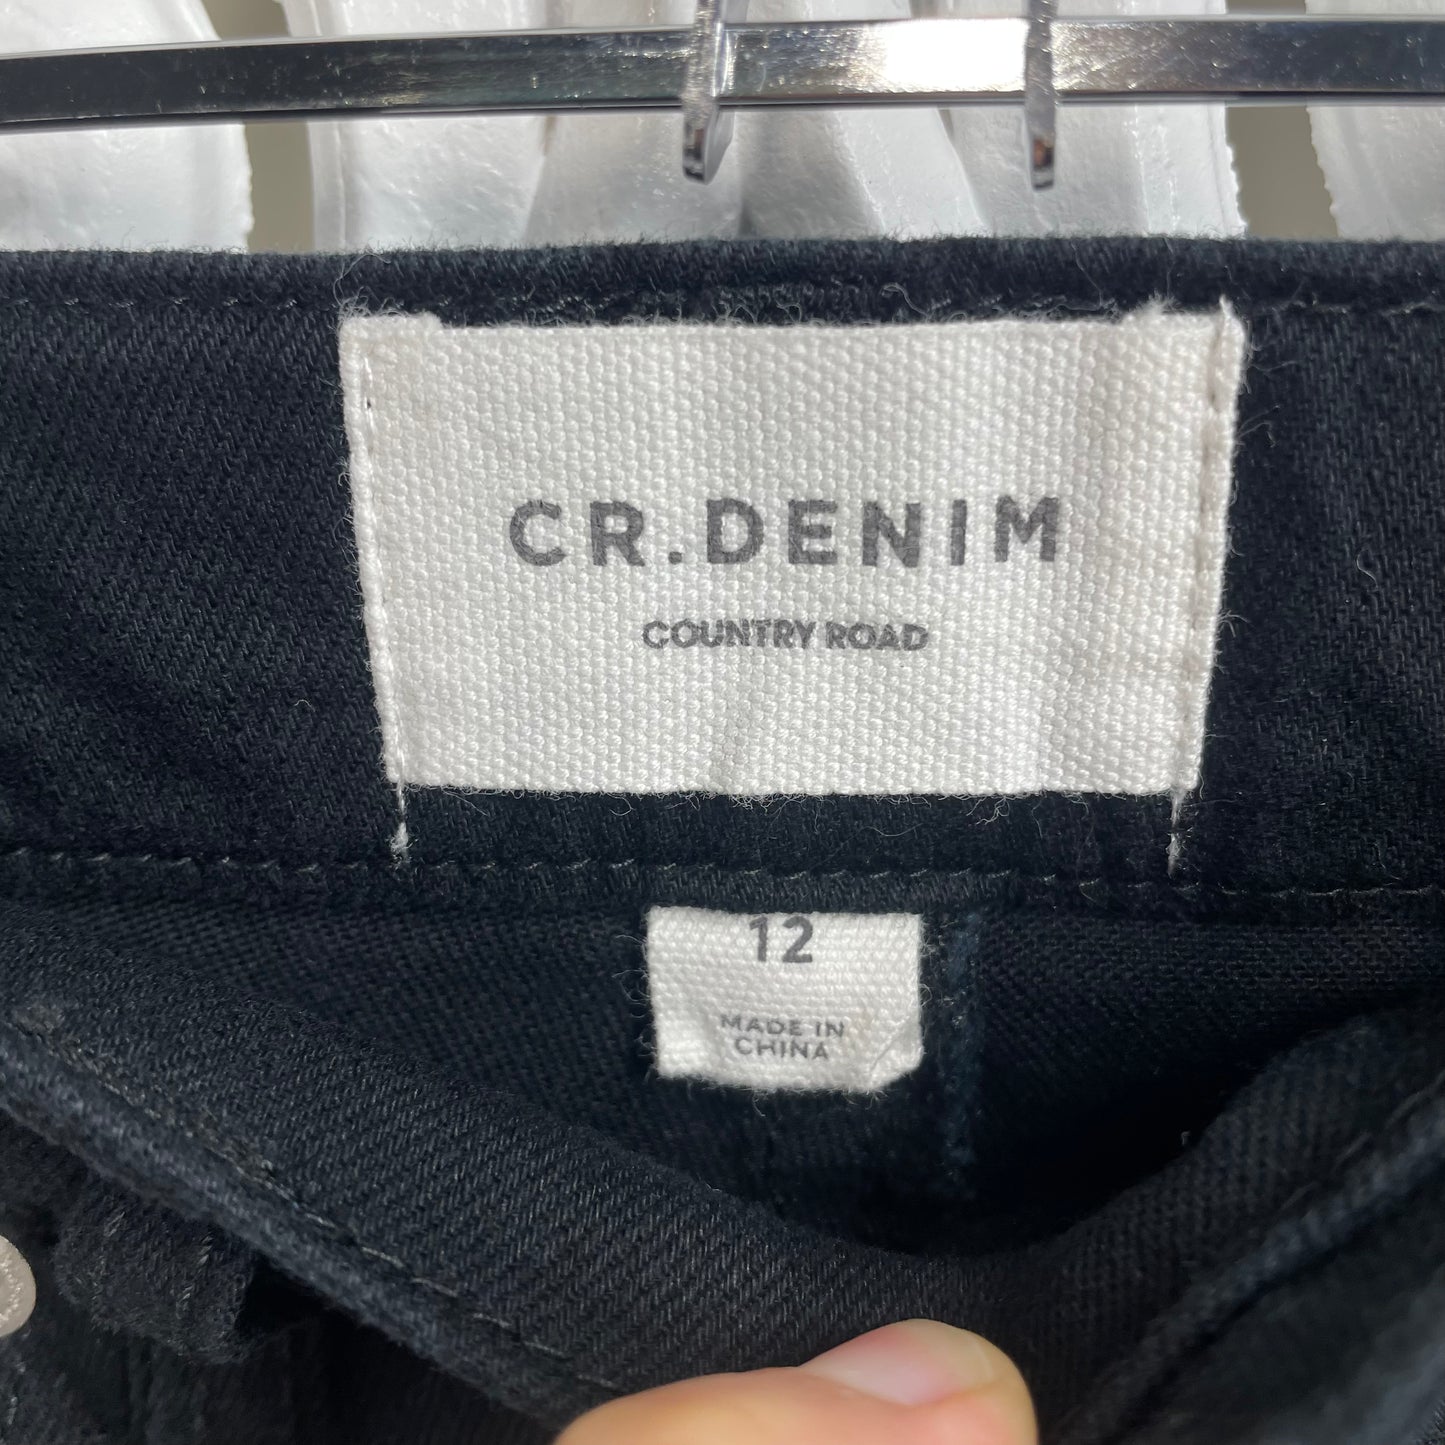 CR.DENIM
COUNTRY ROAD
12
MADE IN
CHINA